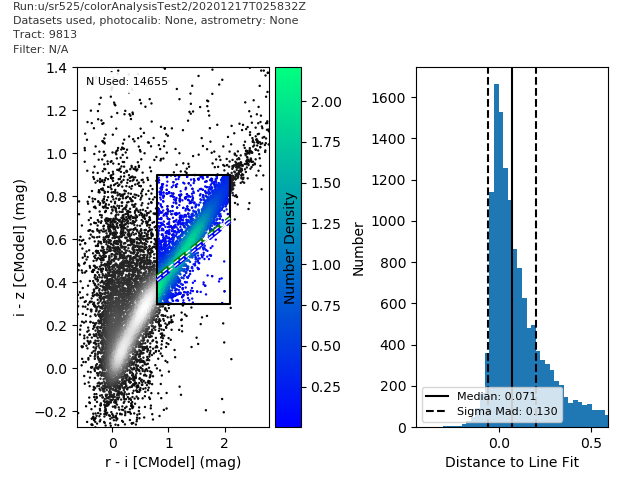 Run:u/sr525/colorAnalysisTest2/20201217T025832Z
Datasets used, photocalib: None, astrometry: None
Tract: 9813
Filter: N/A
N Used: 14655
1.4
1.2
1.0
0.8
0.6
0.4
0.2
0.0
−0.2
i - z [CModel] (mag)
0
1
2
r - i [CModel] (mag)
2.00
1.75
1.50
1.25
1.00
0.75
0.50
0.25
Number Density
1600
1400
1200
1000
800
600
400
200
0
Number
Median: 0.071
Sigma Mad: 0.130
0.0
0.5
Distance to Line Fit